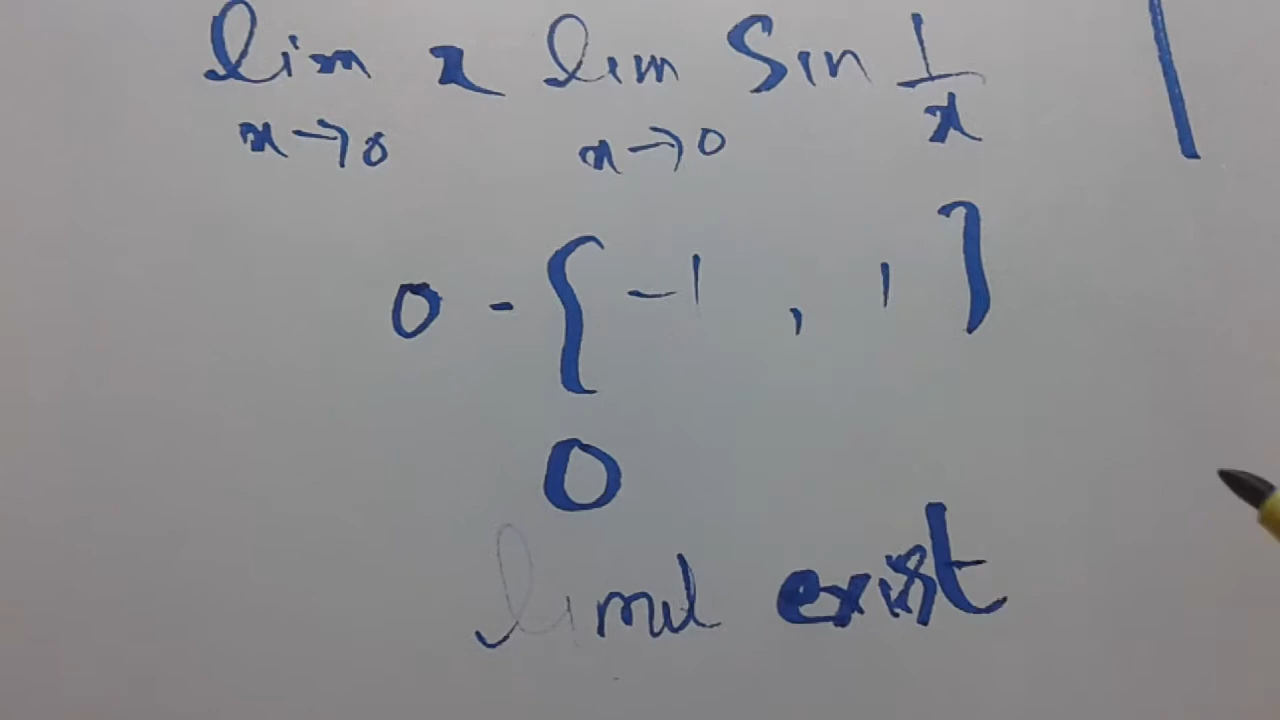 lim x lim Sin 1/x
x→0 x→0
0 - {-1, 1}
0
limit exist